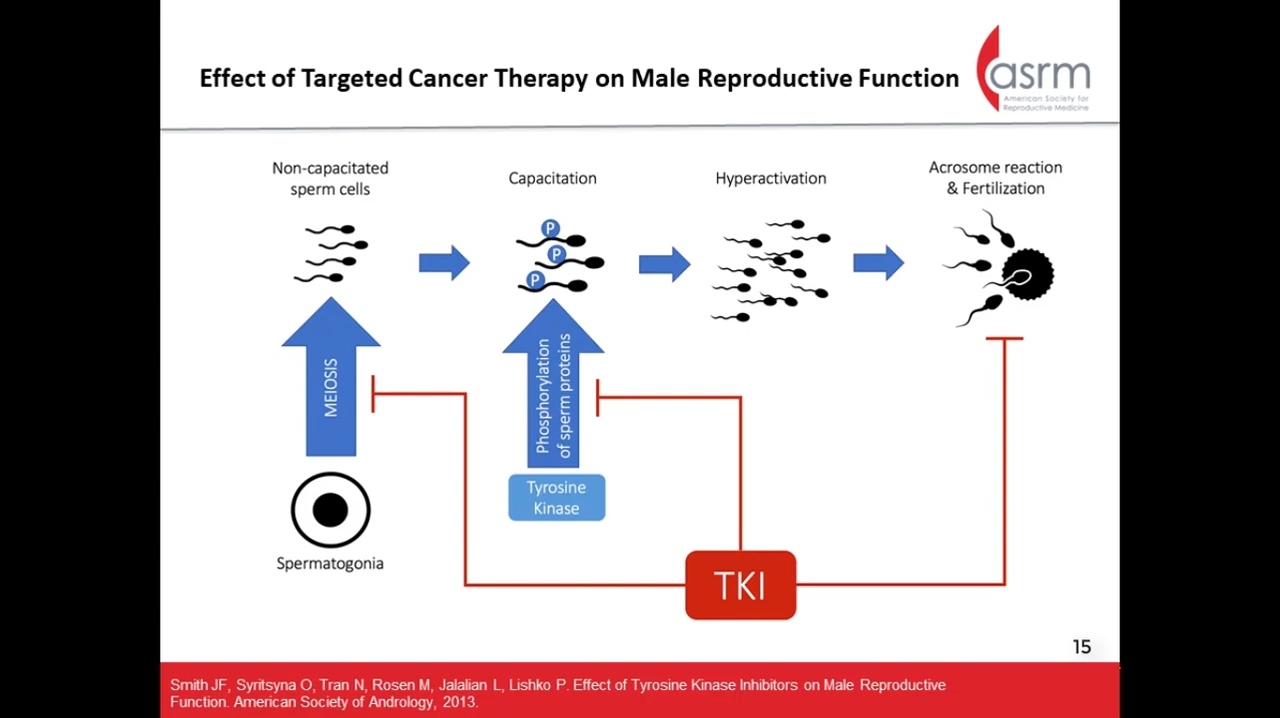 Effect of Targeted Cancer Therapy on Male Reproductive Function
asrm
American Society for
Reproductive Medicine
Non-capacitated
sperm cells
Capacitation
Hyperactivation
Acrosome reaction
& Fertilization
P
P
P
MEIOSIS
Phosphorylation
of sperm proteins
Tyrosine
Kinase
Spermatogonia
TKI
15
Smith JF, Syritsyna O, Tran N, Rosen M, Jalalian L, Lishko P. Effect of Tyrosine Kinase Inhibitors on Male Reproductive
Function. American Society of Andrology, 2013.